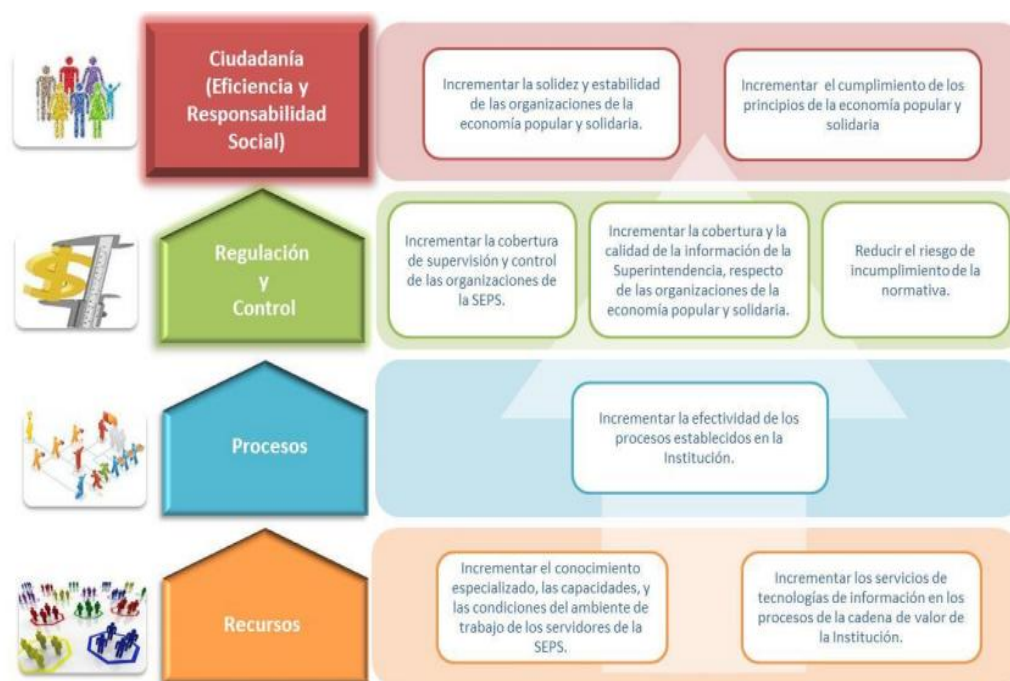 Ciudadanía
(Eficiencia y
Responsabilidad
Social)
Incrementar la solidez y estabilidad
de las organizaciones de la
economía popular y solidaria.
Incrementar el cumplimiento de los
principios de la economía popular y
solidaria
Regulación
y
Control
Incrementar la cobertura
de supervisión y control
de las organizaciones de
la SEPS.
Incrementar la cobertura y la
calidad de la información de la
Superintendencia, respecto
de las organizaciones de la
economía popular y solidaria.
Reducir el riesgo de
incumplimiento de la
normativa.
Procesos
Incrementar la efectividad de los
procesos establecidos en la
Institución.
Recursos
Incrementar el conocimiento
especializado, las capacidades, y
las condiciones del ambiente de
trabajo de los servidores de la
SEPS.
Incrementar los servicios de
tecnologías de información en los
procesos de la cadena de valor de
la Institución.